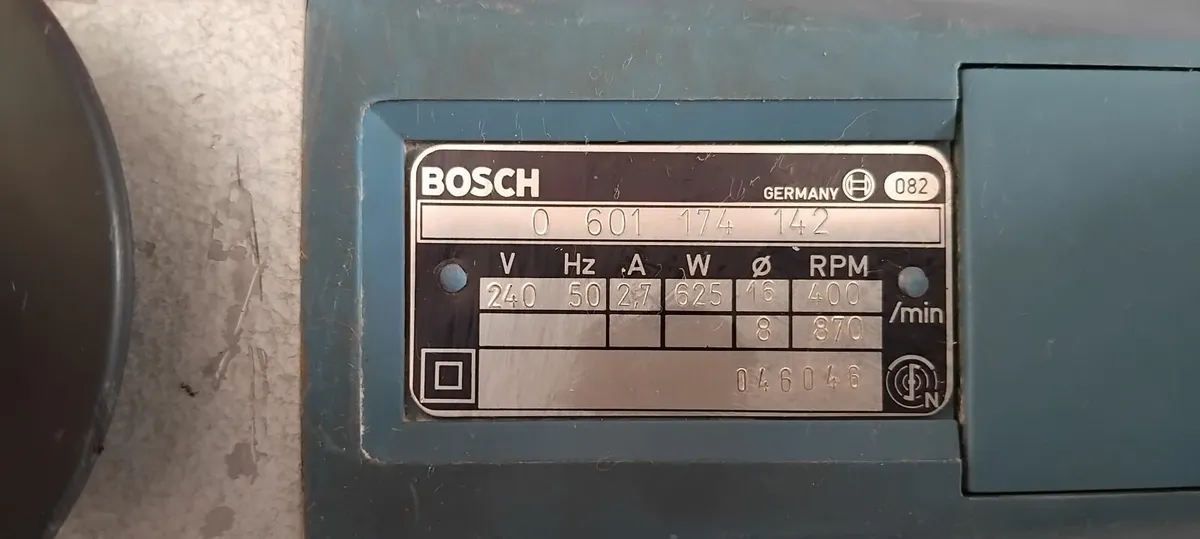 BOSCH GERMANY 082
0 601 174 142
V Hz A W Ø RPM
240 50 2,7 625 16 400
/min
8 870
046046
N